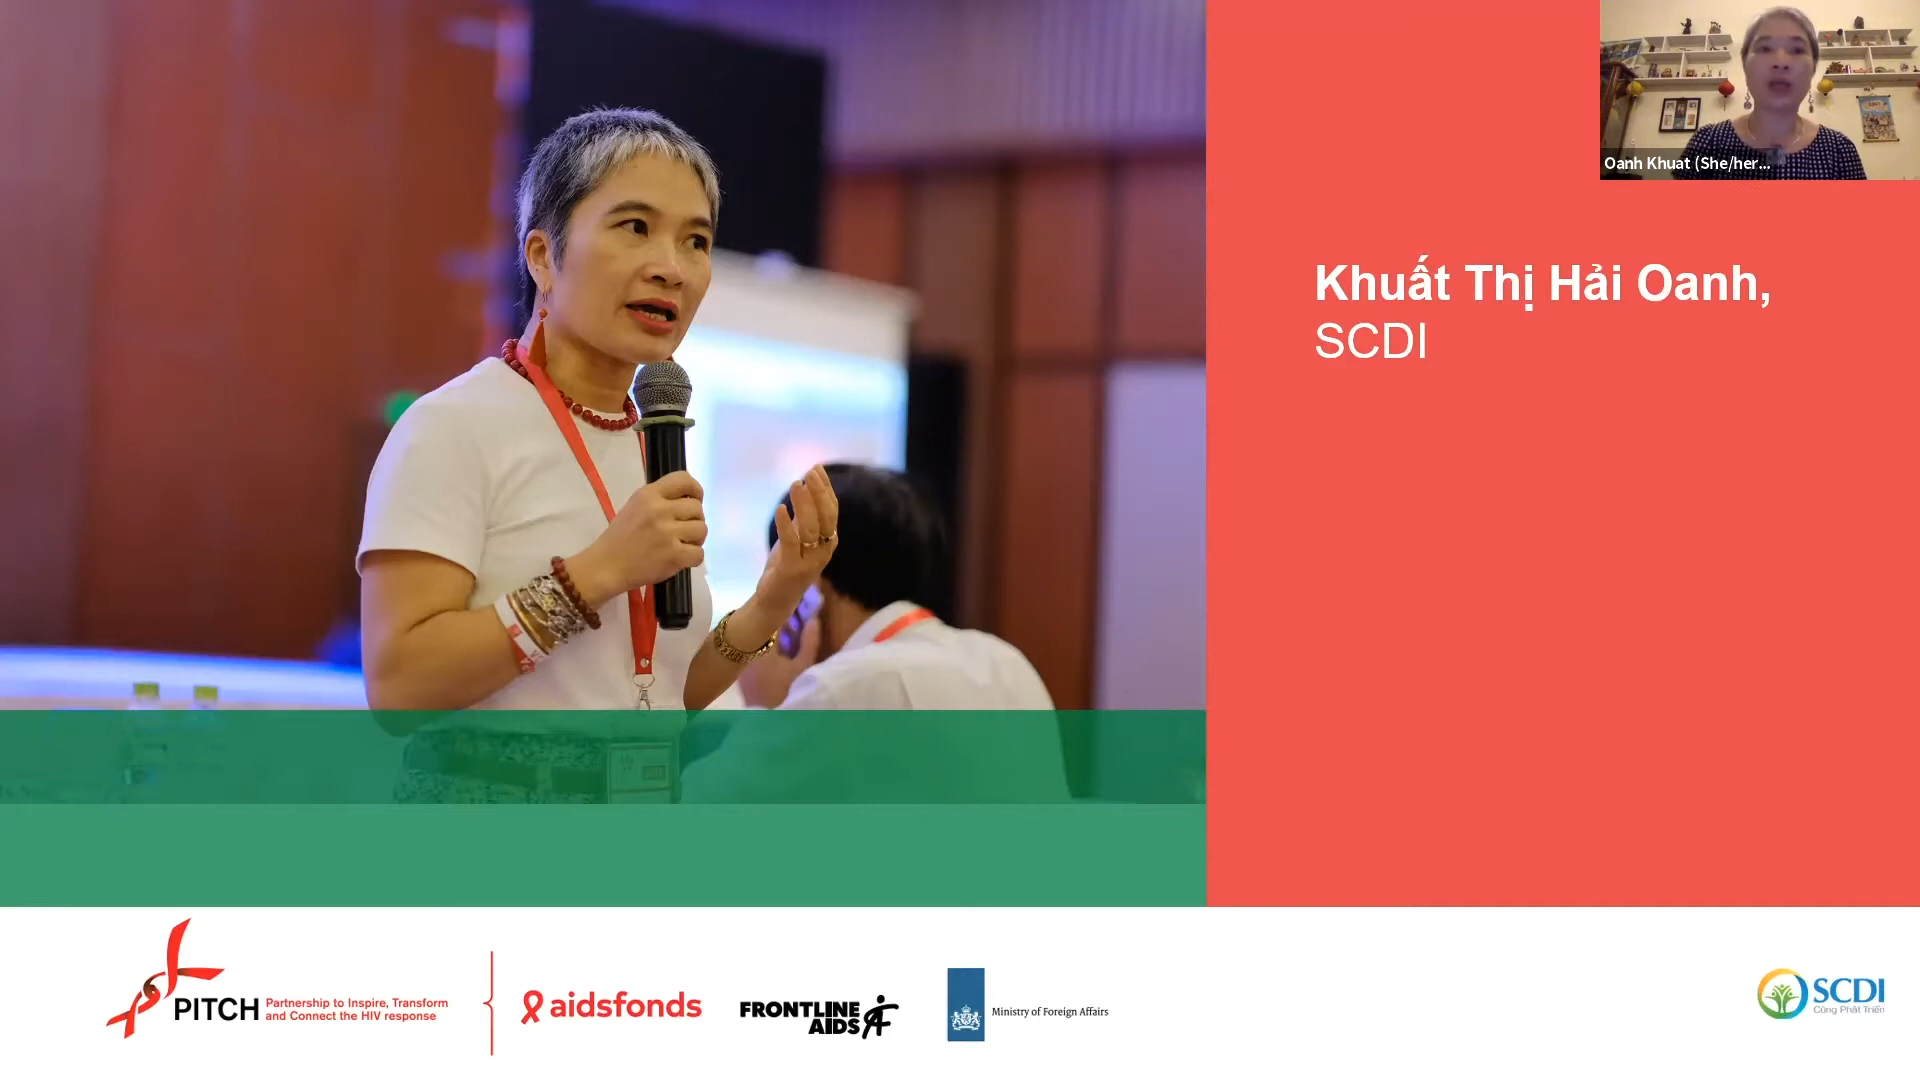 Oanh Khuat (She/her...
Khuất Thị Hải Oanh,
SCDI
PITCH
Partnership to Inspire, Transform
and Connect the HIV response
aidsfonds
FRONTLINE
AIDS
Ministry of Foreign Affairs
SCDI
Cùng Phát Triển